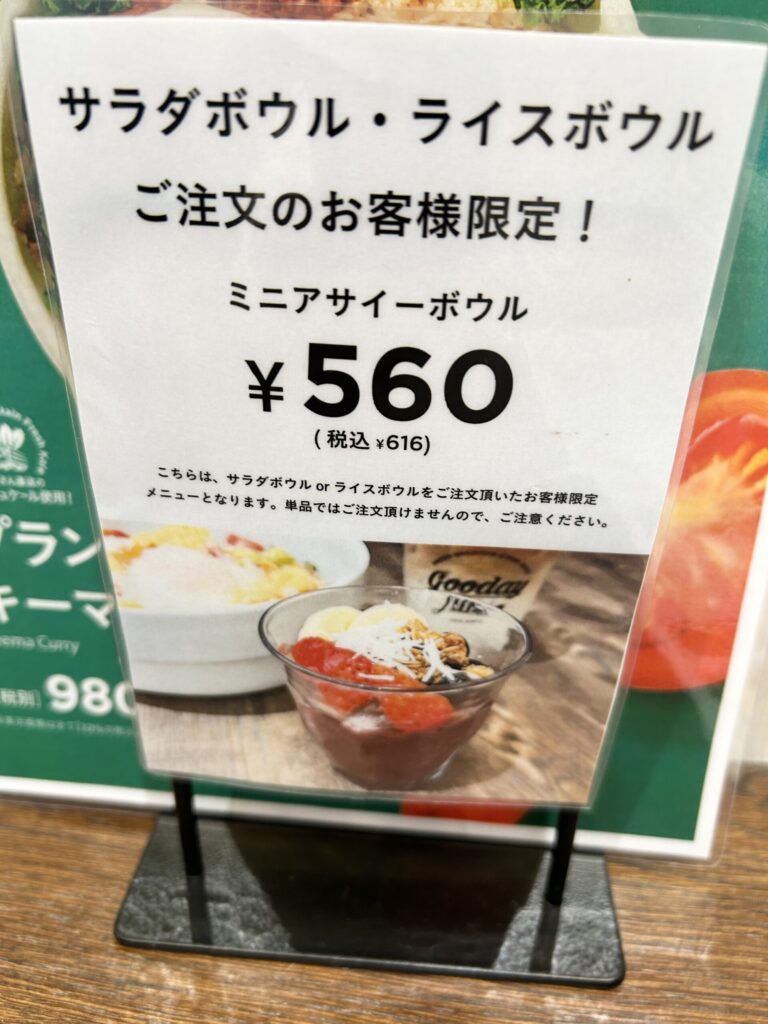 サラダボウル・ライスボウル
ご注文のお客様限定！
ミニアサイーボウル
¥560
(税込 ¥616)
こちらは、サラダボウル or ライスボウルをご注文頂いたお客様限定
メニューとなります。単品ではご注文頂けませんので、ご注意ください。
Gooday
Juice
プラン
キーマ
eema Curry
税別] 980